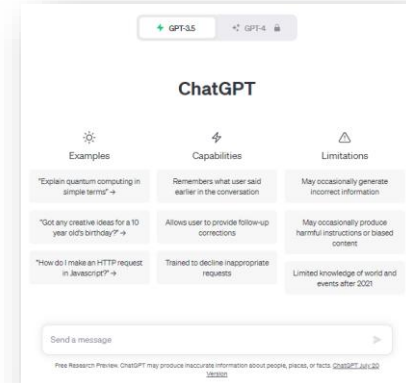 GPT-3.5 GPT-4
ChatGPT
Examples
"Explain quantum computing in
simple terms" →
"Got any creative ideas for a 10
year old's birthday?" →
"How do I make an HTTP request
in Javascript?" →
Capabilities
Remembers what user said
earlier in the conversation
Allows user to provide follow-up
corrections
Trained to decline inappropriate
requests
Limitations
May occasionally generate
incorrect information
May occasionally produce
harmful instructions or biased
content
Limited knowledge of world and
events after 2021
Send a message
Free Research Preview. ChatGPT may produce inaccurate information about people, places, or facts. ChatGPT July 20
Version